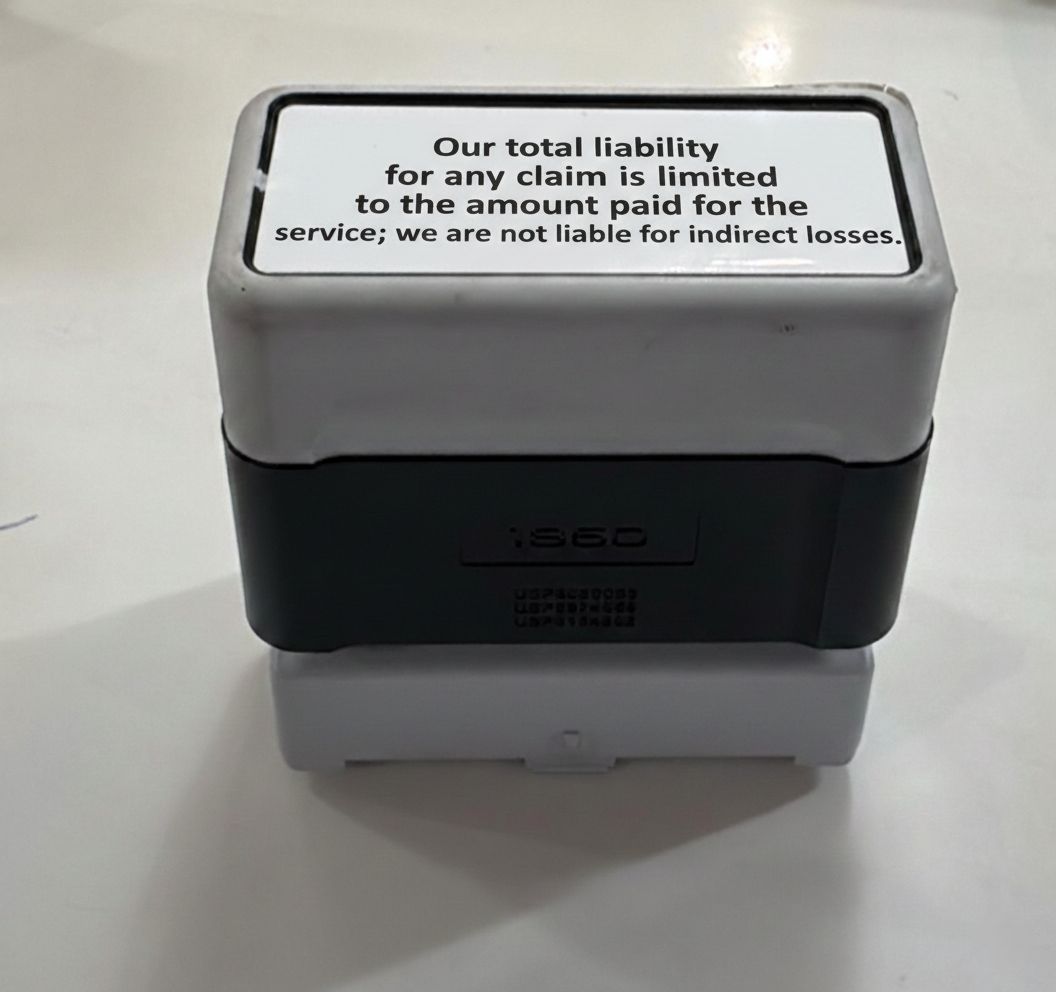 Our total liability
for any claim is limited
to the amount paid for the
service; we are not liable for indirect losses.